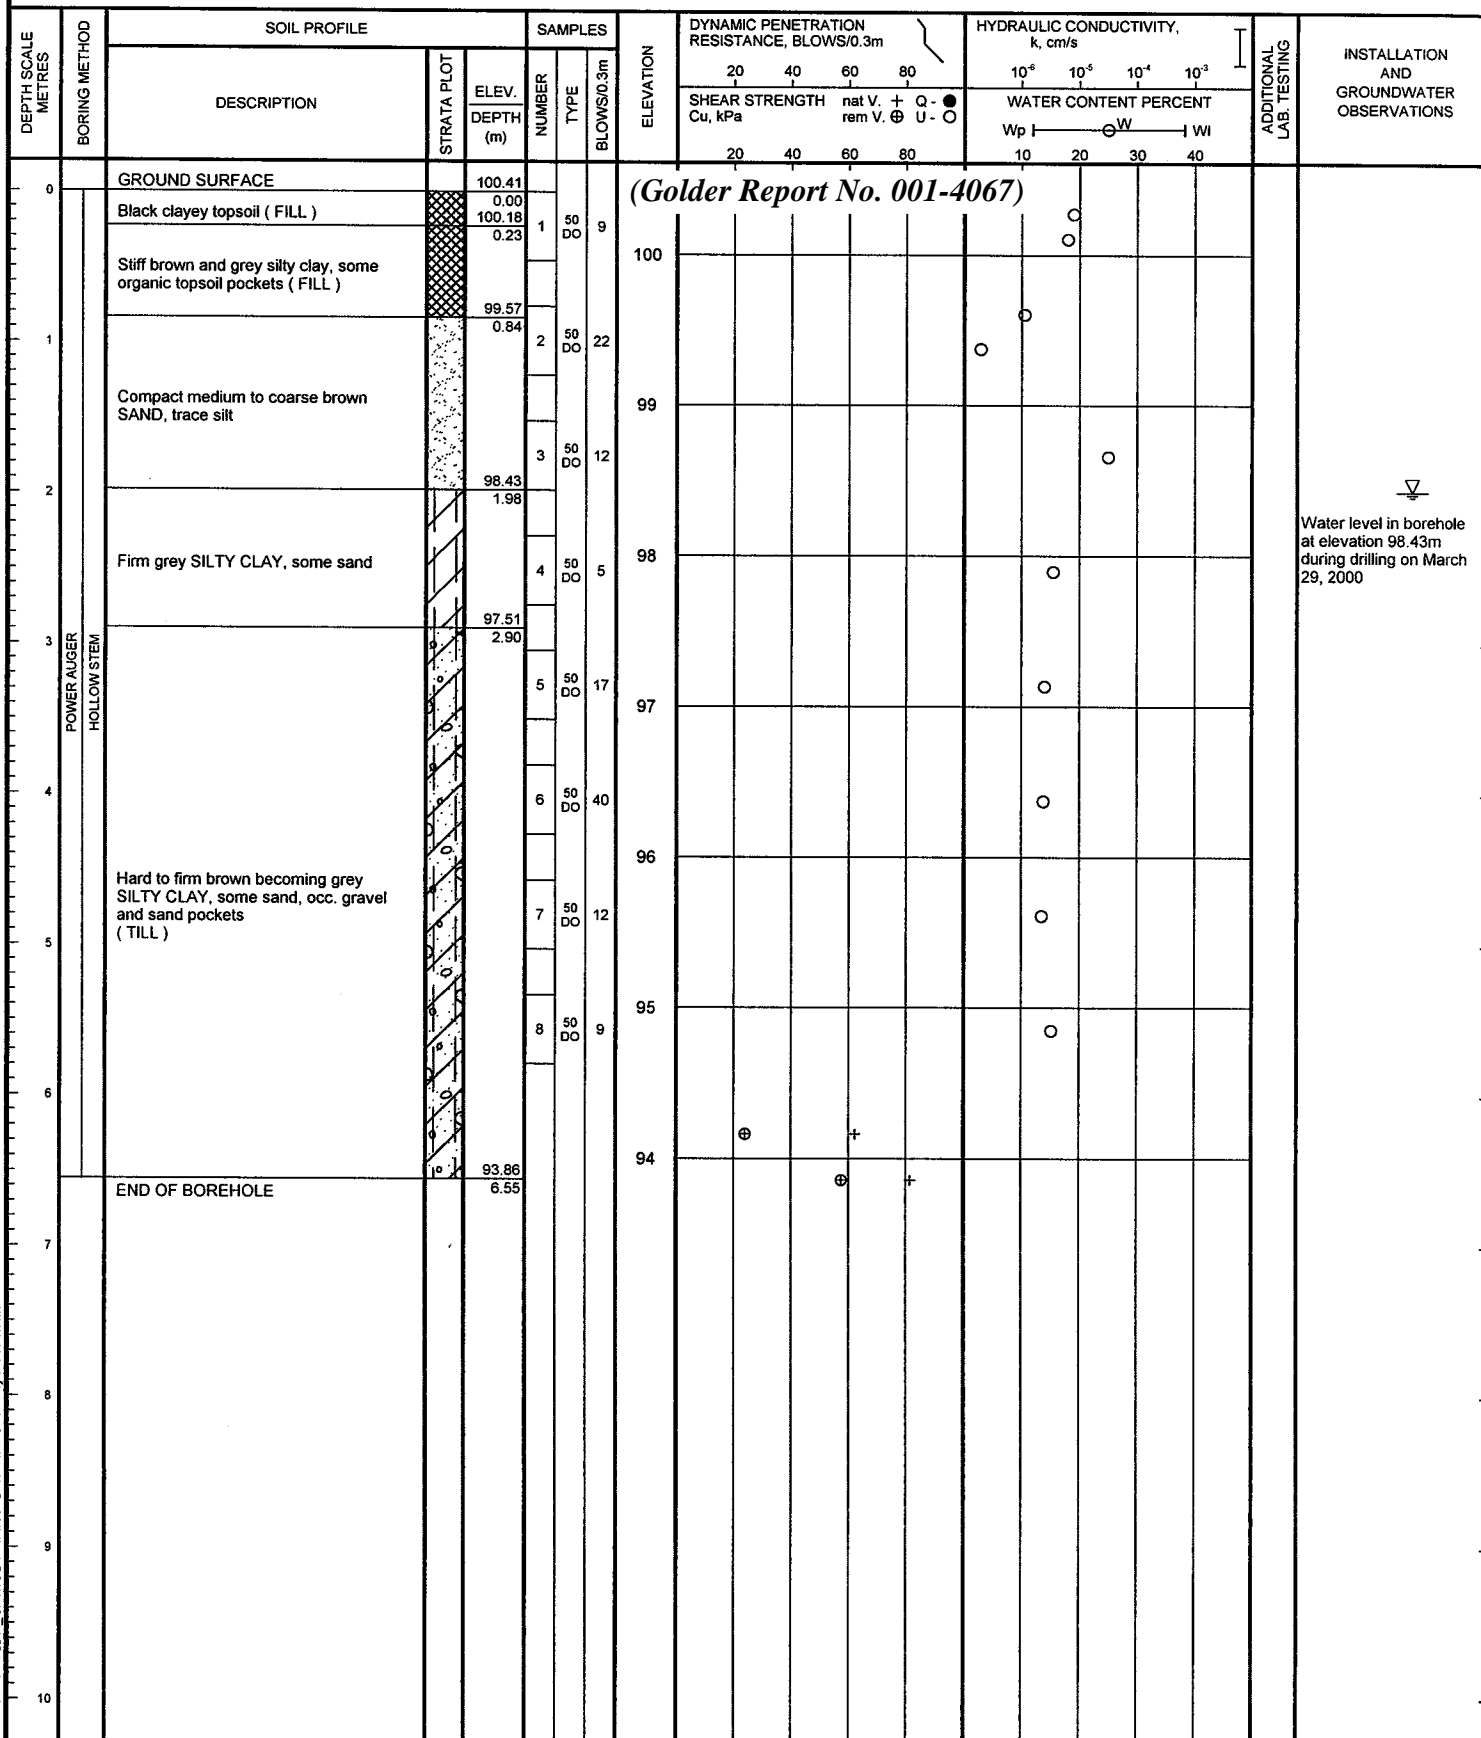 DEPTH SCALE
METRES
BORING METHOD
SOIL PROFILE
DESCRIPTION
STRATA PLOT
ELEV.
DEPTH
(m)
SAMPLES
NUMBER
TYPE
BLOWS/0.3m
ELEVATION
DYNAMIC PENETRATION
RESISTANCE, BLOWS/0.3m
20 40 60 80
SHEAR STRENGTH nat V. + Q - ●
Cu, kPa rem V. ⊕ U - O
20 40 60 80
HYDRAULIC CONDUCTIVITY,
k, cm/s
10⁻⁶ 10⁻⁵ 10⁻⁴ 10⁻³
WATER CONTENT PERCENT
Wp W Wl
10 20 30 40
ADDITIONAL
LAB. TESTING
INSTALLATION
AND
GROUNDWATER
OBSERVATIONS
(Golder Report No. 001-4067)
0
GROUND SURFACE
100.41
0.00
Black clayey topsoil ( FILL )
100.18
0.23
1 50 DO 9
100
Stiff brown and grey silty clay, some
organic topsoil pockets ( FILL )
99.57
0.84
1
2 50 DO 22
99
Compact medium to coarse brown
SAND, trace silt
3 50 DO 12
98.43
1.98
2
Water level in borehole
at elevation 98.43m
during drilling on March
29, 2000
98
Firm grey SILTY CLAY, some sand
4 50 DO 5
97.51
2.90
3
POWER AUGER
HOLLOW STEM
5 50 DO 17
97
4
6 50 DO 40
96
Hard to firm brown becoming grey
SILTY CLAY, some sand, occ. gravel
and sand pockets
( TILL )
7 50 DO 12
5
95
8 50 DO 9
6
94
93.86
6.55
END OF BOREHOLE
7
8
9
10